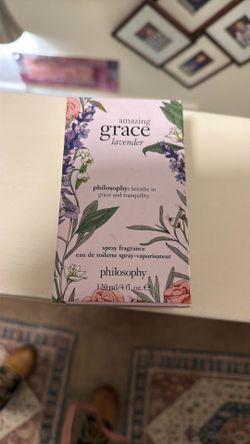 amazing
grace
lavender
philosophy: breathe in
grace and tranquility.
spray fragrance
eau de toilette spray-vaporisateur
philosophy
120 ml/4 fl. oz. ℮